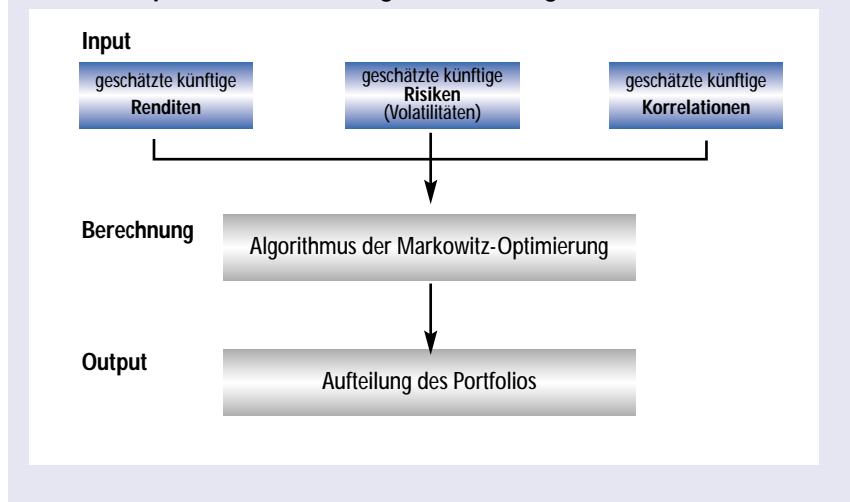 Input
geschätzte künftige
Renditen
geschätzte künftige
Risiken
(Volatilitäten)
geschätzte künftige
Korrelationen
Berechnung
Algorithmus der Markowitz-Optimierung
Output
Aufteilung des Portfolios